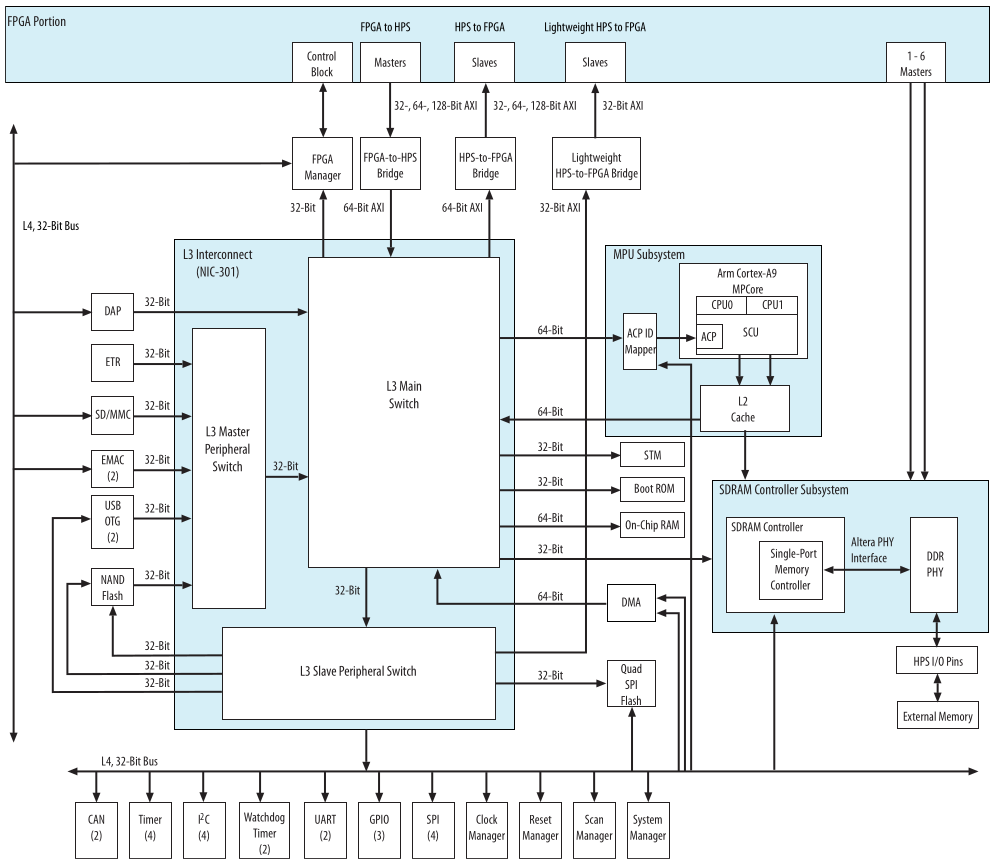 FPGA Portion
FPGA to HPS
HPS to FPGA
Lightweight HPS to FPGA
Control
Block
Masters
Slaves
Slaves
1 - 6
Masters
32-, 64-, 128-Bit AXI
32-, 64-, 128-Bit AXI
32-Bit AXI
FPGA
Manager
FPGA-to-HPS
Bridge
HPS-to-FPGA
Bridge
Lightweight
HPS-to-FPGA Bridge
32-Bit
64-Bit AXI
64-Bit AXI
32-Bit AXI
L4, 32-Bit Bus
L3 Interconnect
(NIC-301)
MPU Subsystem
Arm Cortex-A9
MPCore
CPU0
CPU1
ACP
SCU
ACP ID
Mapper
L2
Cache
DAP
32-Bit
ETR
32-Bit
SD/MMC
32-Bit
EMAC
(2)
32-Bit
USB
OTG
(2)
32-Bit
NAND
Flash
32-Bit
L3 Master
Peripheral
Switch
32-Bit
L3 Main
Switch
64-Bit
64-Bit
32-Bit
STM
32-Bit
Boot ROM
64-Bit
On-Chip RAM
32-Bit
64-Bit
DMA
SDRAM Controller Subsystem
SDRAM Controller
Single-Port
Memory
Controller
Altera PHY
Interface
DDR
PHY
HPS I/O Pins
External Memory
32-Bit
32-Bit
32-Bit
32-Bit
L3 Slave Peripheral Switch
32-Bit
Quad
SPI
Flash
L4, 32-Bit Bus
CAN
(2)
Timer
(4)
I²C
(4)
Watchdog
Timer
(2)
UART
(2)
GPIO
(3)
SPI
(4)
Clock
Manager
Reset
Manager
Scan
Manager
System
Manager